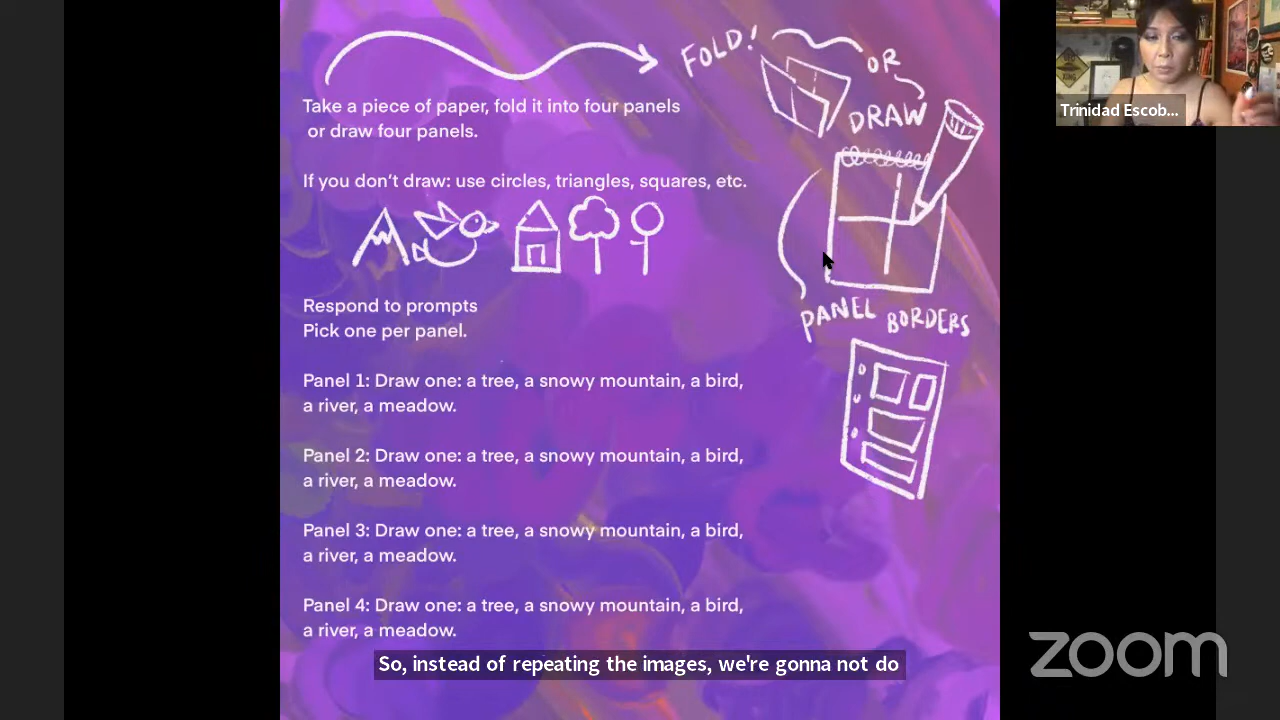 FOLD!
OR
DRAW
Take a piece of paper, fold it into four panels
or draw four panels.
If you don't draw: use circles, triangles, squares, etc.
PANEL BORDERS
Respond to prompts
Pick one per panel.
Panel 1: Draw one: a tree, a snowy mountain, a bird,
a river, a meadow.
Panel 2: Draw one: a tree, a snowy mountain, a bird,
a river, a meadow.
Panel 3: Draw one: a tree, a snowy mountain, a bird,
a river, a meadow.
Panel 4: Draw one: a tree, a snowy mountain, a bird,
a river, a meadow.
So, instead of repeating the images, we're gonna not do
Trinidad Escob...
zoom